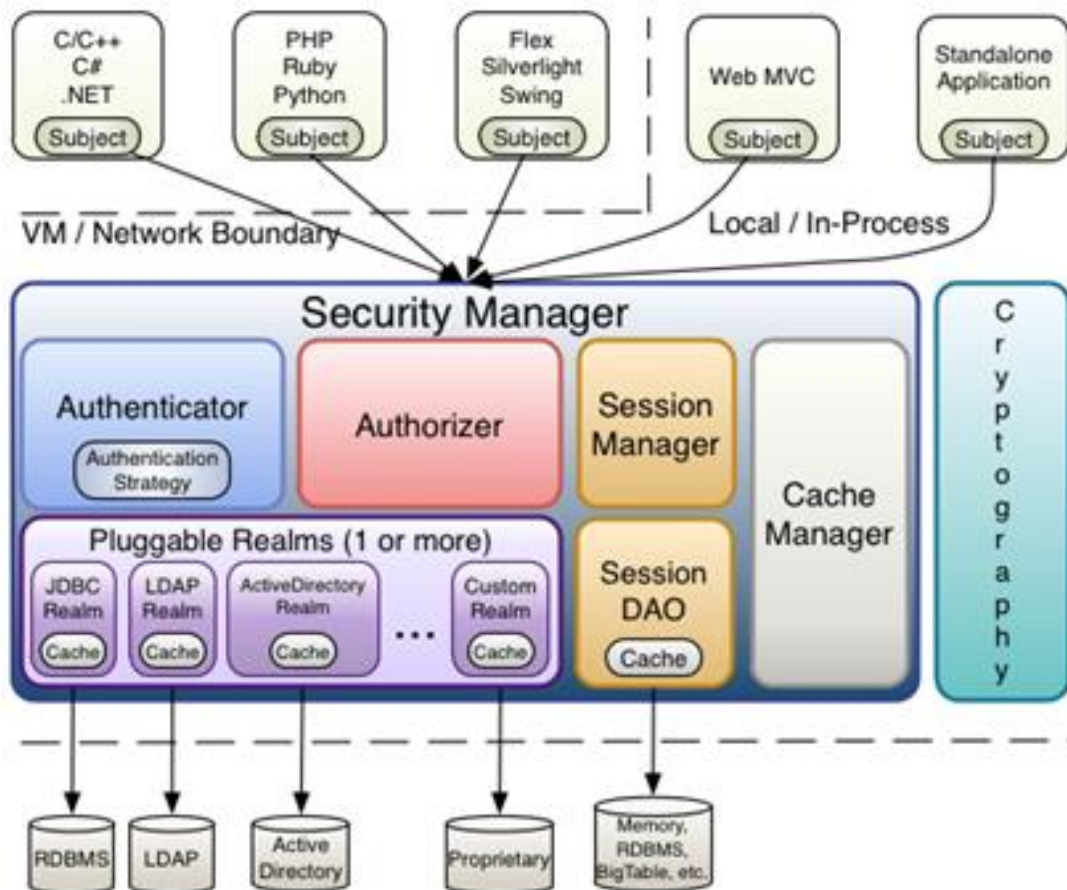 C/C++
C#
.NET
Subject
PHP
Ruby
Python
Subject
Flex
Silverlight
Swing
Subject
Web MVC
Subject
Standalone
Application
Subject
VM / Network Boundary
Local / In-Process
Security Manager
Authenticator
Authentication
Strategy
Authorizer
Session
Manager
Cache
Manager
Cryptography
Pluggable Realms (1 or more)
JDBC
Realm
Cache
LDAP
Realm
Cache
ActiveDirectory
Realm
Cache
...
Custom
Realm
Cache
Session
DAO
Cache
RDBMS
LDAP
Active
Directory
Proprietary
Memory,
RDBMS,
BigTable, etc.